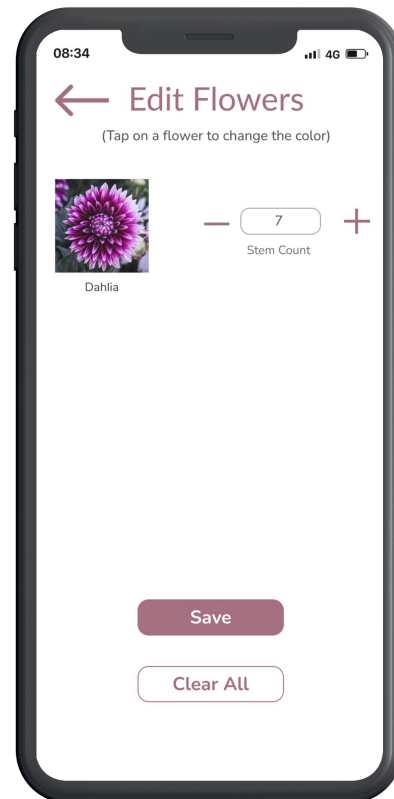 08:34
4G
Edit Flowers
(Tap on a flower to change the color)
7
Stem Count
Dahlia
Save
Clear All